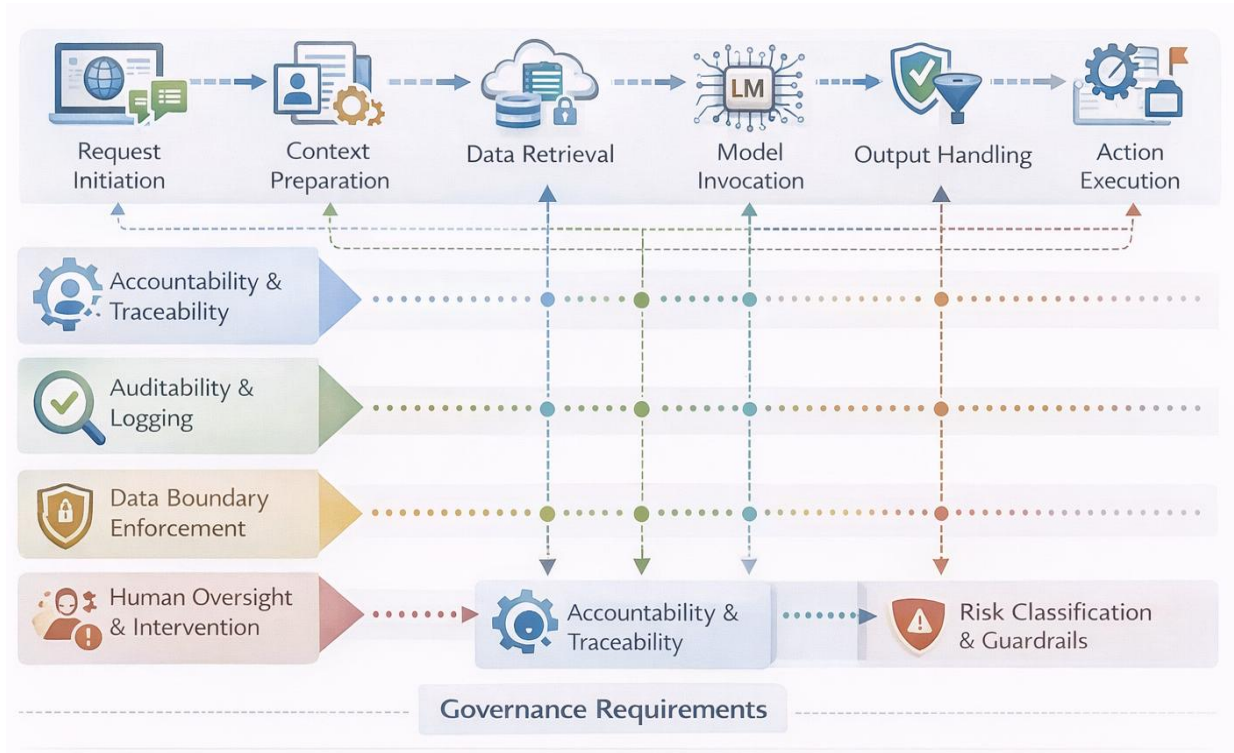 LM
Request
Initiation
Context
Preparation
Data Retrieval
Model
Invocation
Output Handling
Action
Execution
Accountability &
Traceability
Auditability &
Logging
Data Boundary
Enforcement
Human Oversight
& Intervention
Accountability &
Traceability
Risk Classification
& Guardrails
Governance Requirements